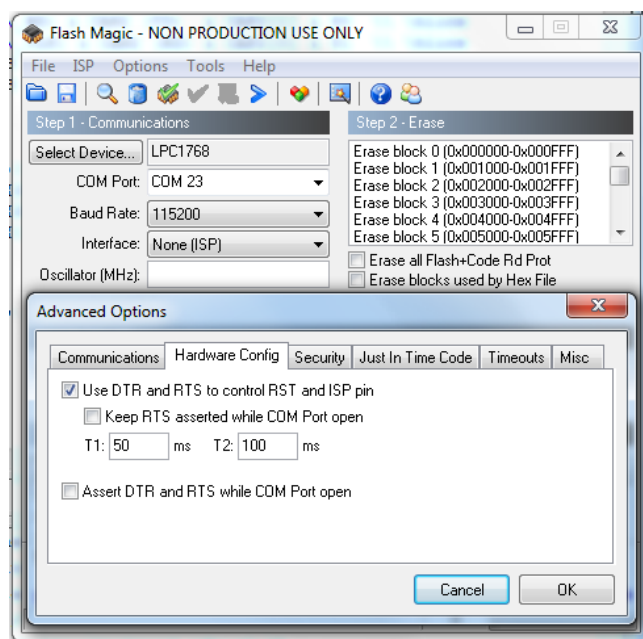 Flash Magic - NON PRODUCTION USE ONLY
File ISP Options Tools Help
Step 1 - Communications
Select Device... LPC1768
COM Port: COM 23
Baud Rate: 115200
Interface: None (ISP)
Oscillator (MHz):
Step 2 - Erase
Erase block 0 (0x000000-0x000FFF)
Erase block 1 (0x001000-0x001FFF)
Erase block 2 (0x002000-0x002FFF)
Erase block 3 (0x003000-0x003FFF)
Erase block 4 (0x004000-0x004FFF)
Erase block 5 (0x005000-0x005FFF)
Erase all Flash+Code Rd Prot
Erase blocks used by Hex File
Advanced Options
Communications Hardware Config Security Just In Time Code Timeouts Misc
Use DTR and RTS to control RST and ISP pin
Keep RTS asserted while COM Port open
T1: 50 ms T2: 100 ms
Assert DTR and RTS while COM Port open
Cancel OK